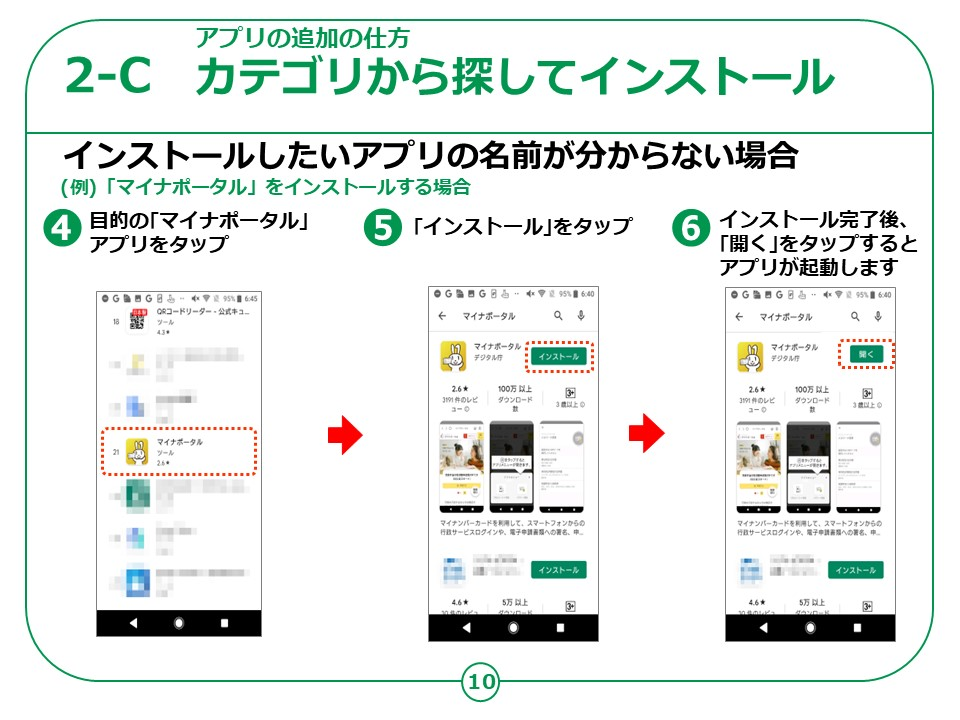 アプリの追加の仕方
2-C カテゴリから探してインストール
インストールしたいアプリの名前が分からない場合
(例)「マイナポータル」をインストールする場合
4 目的の｢マイナポータル｣
アプリをタップ
5 ｢インストール｣をタップ
6 インストール完了後、
｢開く｣をタップすると
アプリが起動します
95% 6:45
18 QRコードリーダー・公式キュ...
ツール
4.3★
21 マイナポータル
ツール
2.6★
95% 6:40
マイナポータル
マイナポータル
デジタル庁
インストール
2.6★
3191 件のレビ
ュー
100万 以上
ダウンロード
数
3+
3 歳以上
マイナンバーカードを利用して、スマートフォンからの
行政サービスログインや、電子申請書類への署名、申...
インストール
4.6★
5万 以上
3+
95% 6:40
マイナポータル
マイナポータル
デジタル庁
開く
2.6★
3191 件のレビ
ュー
100万 以上
ダウンロード
数
3+
3 歳以上
マイナンバーカードを利用して、スマートフォンからの
行政サービスログインや、電子申請書類への署名、申...
インストール
4.6★
5万 以上
3+
10